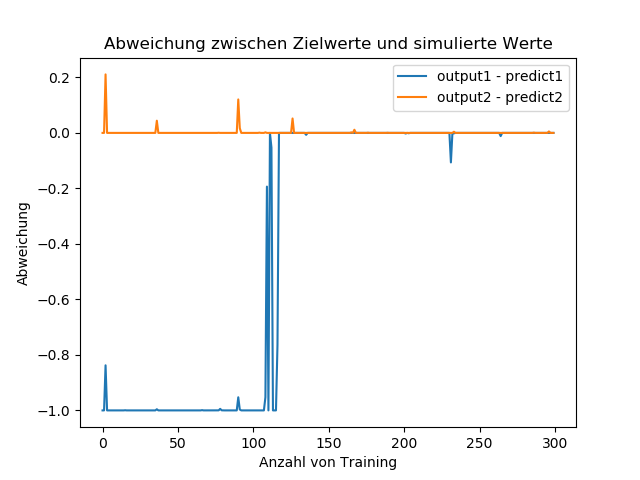 Abweichung zwischen Zielwerte und simulierte Werte
output1 - predict1
output2 - predict2
0.2
0.0
−0.2
−0.4
−0.6
−0.8
−1.0
Abweichung
0 50 100 150 200 250 300
Anzahl von Training